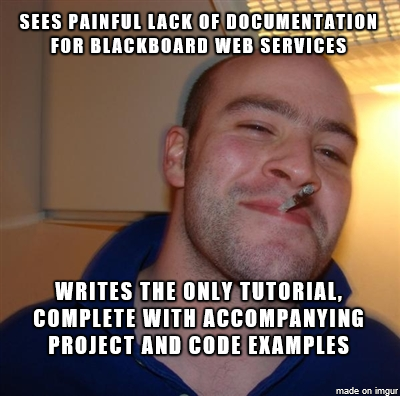 SEES PAINFUL LACK OF DOCUMENTATION
FOR BLACKBOARD WEB SERVICES
WRITES THE ONLY TUTORIAL,
COMPLETE WITH ACCOMPANYING
PROJECT AND CODE EXAMPLES
made on imgur